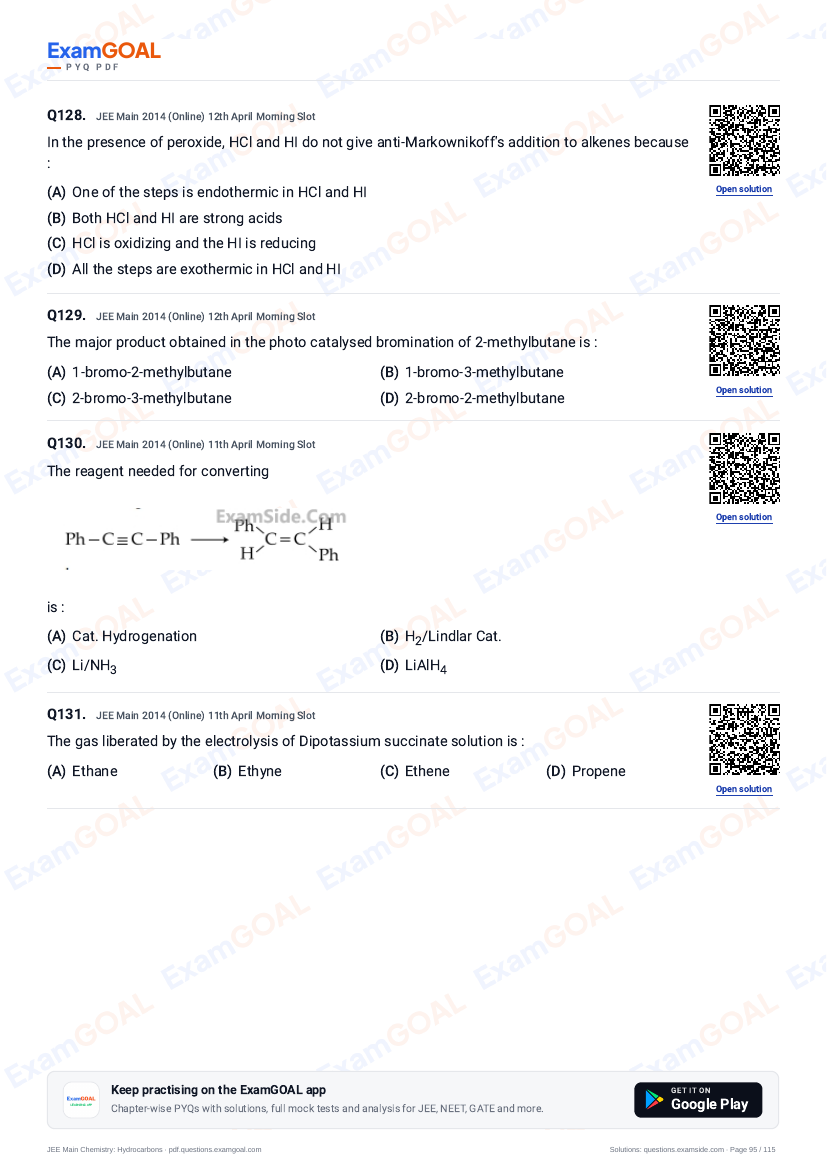 ExamGOAL
PYQ PDF
Q128. JEE Main 2014 (Online) 12th April Morning Slot
In the presence of peroxide, HCl and HI do not give anti-Markownikoff's addition to alkenes because
:
(A) One of the steps is endothermic in HCl and HI
(B) Both HCl and HI are strong acids
(C) HCl is oxidizing and the HI is reducing
(D) All the steps are exothermic in HCl and HI
Open solution
Q129. JEE Main 2014 (Online) 12th April Morning Slot
The major product obtained in the photo catalysed bromination of 2-methylbutane is :
(A) 1-bromo-2-methylbutane (B) 1-bromo-3-methylbutane
(C) 2-bromo-3-methylbutane (D) 2-bromo-2-methylbutane
Open solution
Q130. JEE Main 2014 (Online) 11th April Morning Slot
The reagent needed for converting
Open solution
ExamSide.Com
Ph H
Ph–C≡C–Ph ⟶ C=C
H Ph
is :
(A) Cat. Hydrogenation (B) H₂/Lindlar Cat.
(C) Li/NH₃ (D) LiAlH₄
Q131. JEE Main 2014 (Online) 11th April Morning Slot
The gas liberated by the electrolysis of Dipotassium succinate solution is :
(A) Ethane (B) Ethyne (C) Ethene (D) Propene
Open solution
Keep practising on the ExamGOAL app
Chapter-wise PYQs with solutions, full mock tests and analysis for JEE, NEET, GATE and more.
GET IT ON
Google Play
JEE Main Chemistry: Hydrocarbons · pdf.questions.examgoal.com Solutions: questions.examside.com · Page 95 / 115